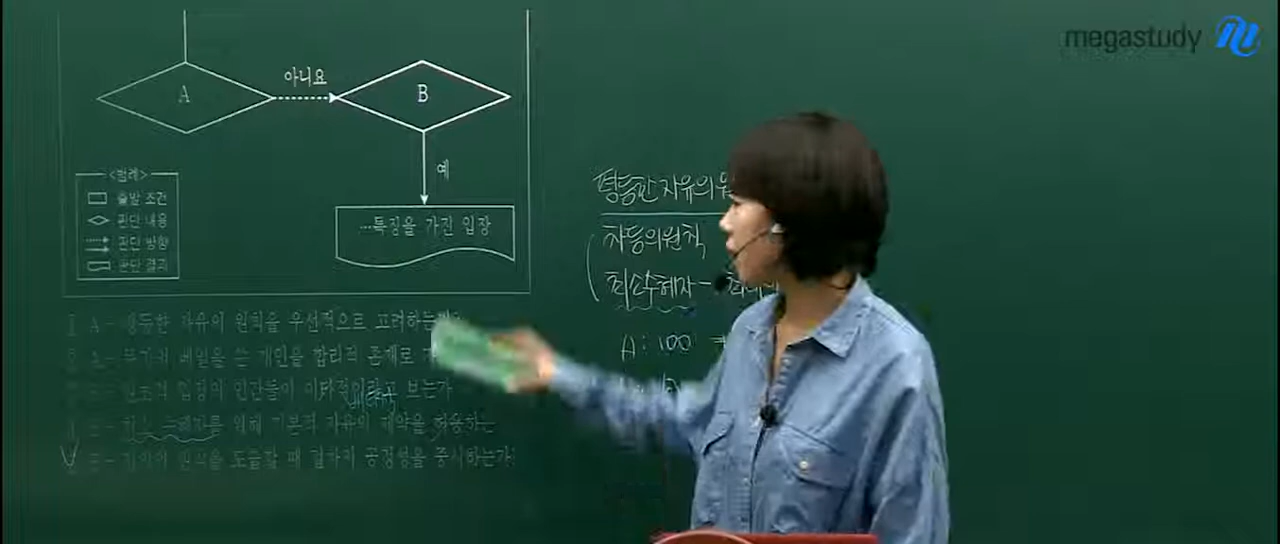 megastudy
A
아니요
B
예
<범례>
출발 조건
판단 내용
판단 방향
판단 결과
…특징을 가진 입장
평등한 자유의 원
차등의 원칙
최소수혜자 -
A: 100
1 A - 평등한 자유의 원칙을 우선적으로 고려하는
A - 무지의 베일을 쓴 개인을 합리적 존재로
원초적 입장의 인간들이 이타적이라고 보는가
최소 수혜자를 위해 기본적 자유의 제약을 허용하는
정의의 원칙을 도출할 때 절차의 공정성을 중시하는가